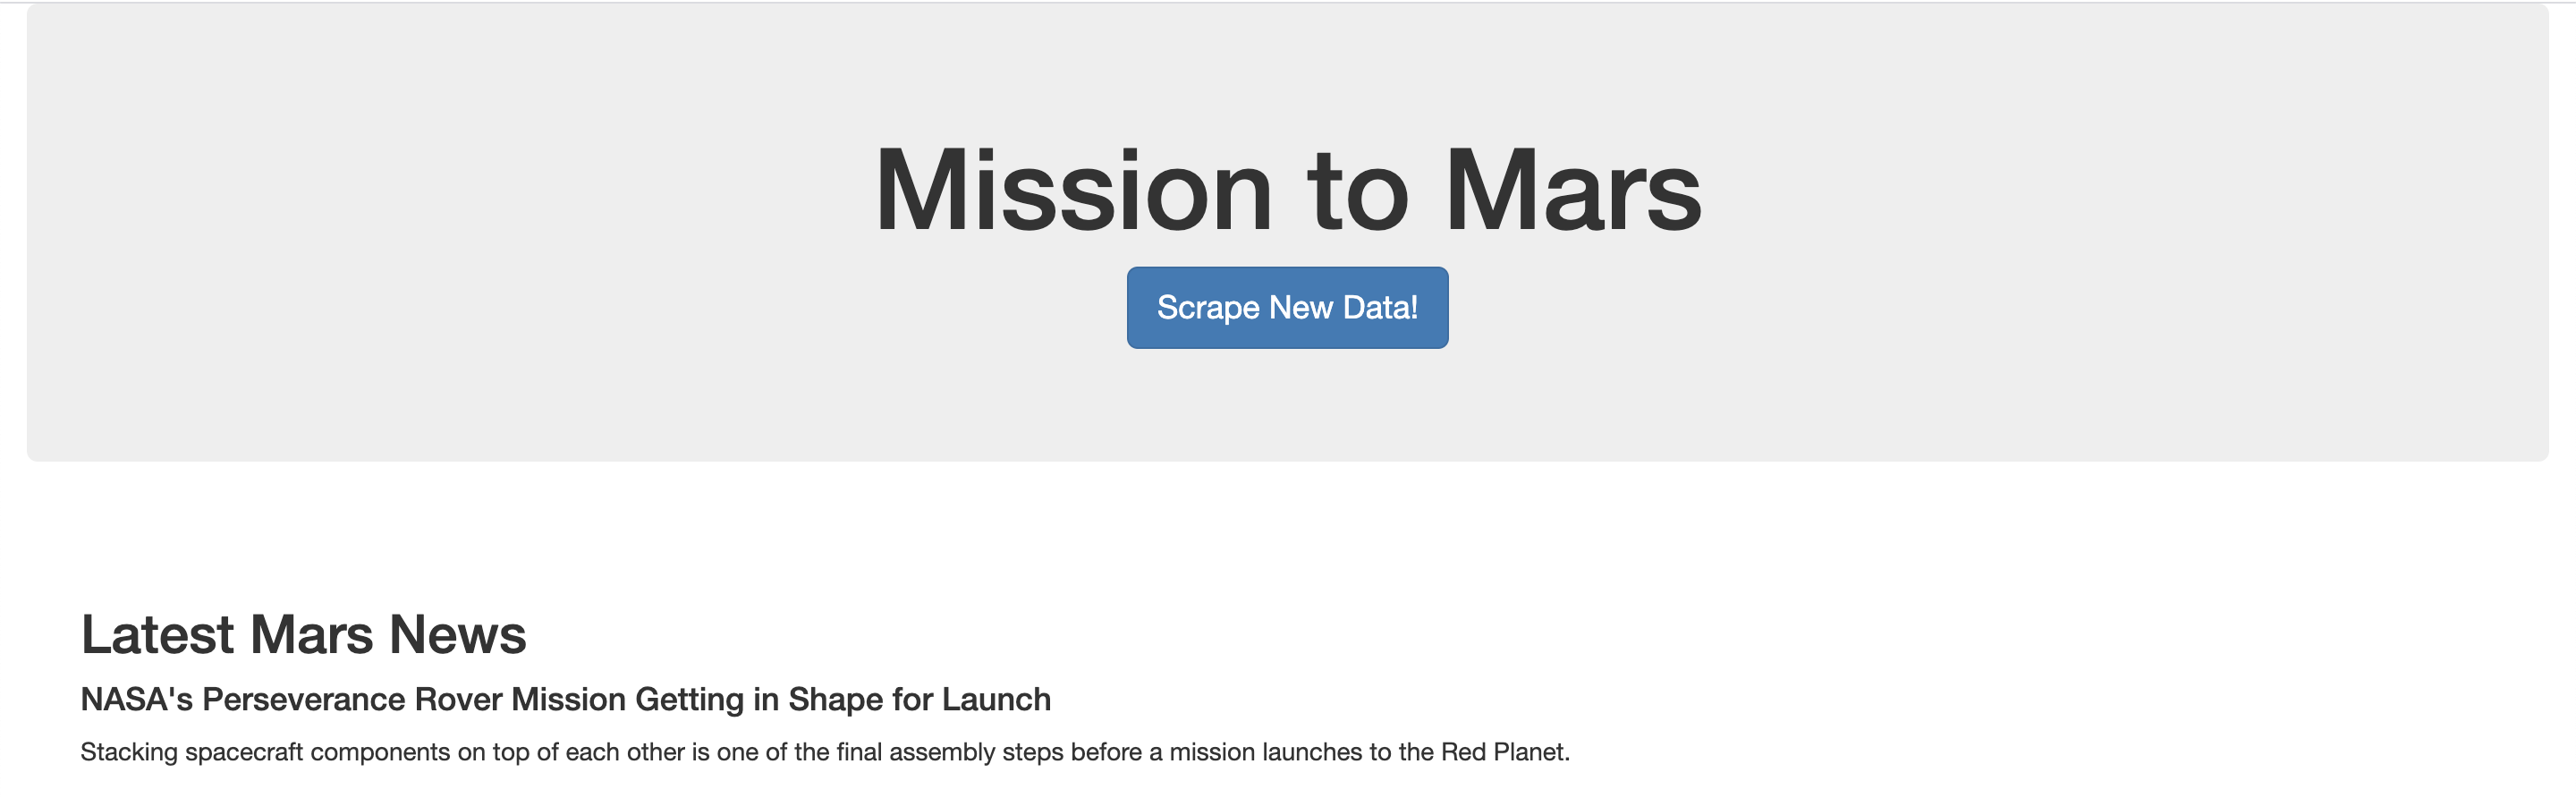 Mission to Mars
Scrape New Data!
Latest Mars News
NASA's Perseverance Rover Mission Getting in Shape for Launch
Stacking spacecraft components on top of each other is one of the final assembly steps before a mission launches to the Red Planet.